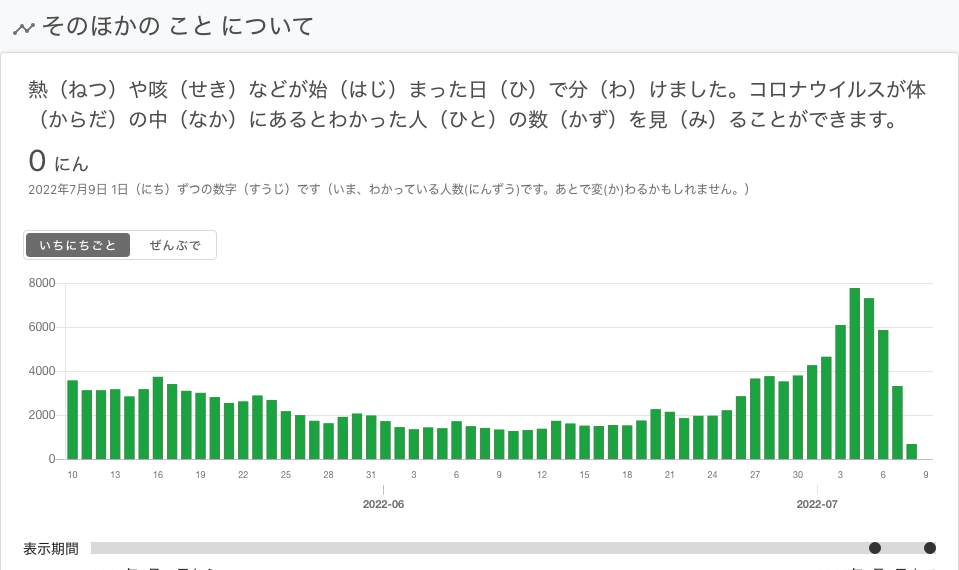 そのほかの こと について
熱（ねつ）や咳（せき）などが始（はじ）まった日（ひ）で分（わ）けました。コロナウイルスが体
（からだ）の中（なか）にあるとわかった人（ひと）の数（かず）を見（み）ることができます。
0 にん
2022年7月9日 1日（にち）ずつの数字（すうじ）です（いま、わかっている人数(にんずう)です。あとで変(か)わるかもしれません。）
いちにちごと ぜんぶで
8000
6000
4000
2000
0
10 13 16 19 22 25 28 31 3 6 9 12 15 18 21 24 27 30 3 6 9
2022-06 2022-07
表示期間